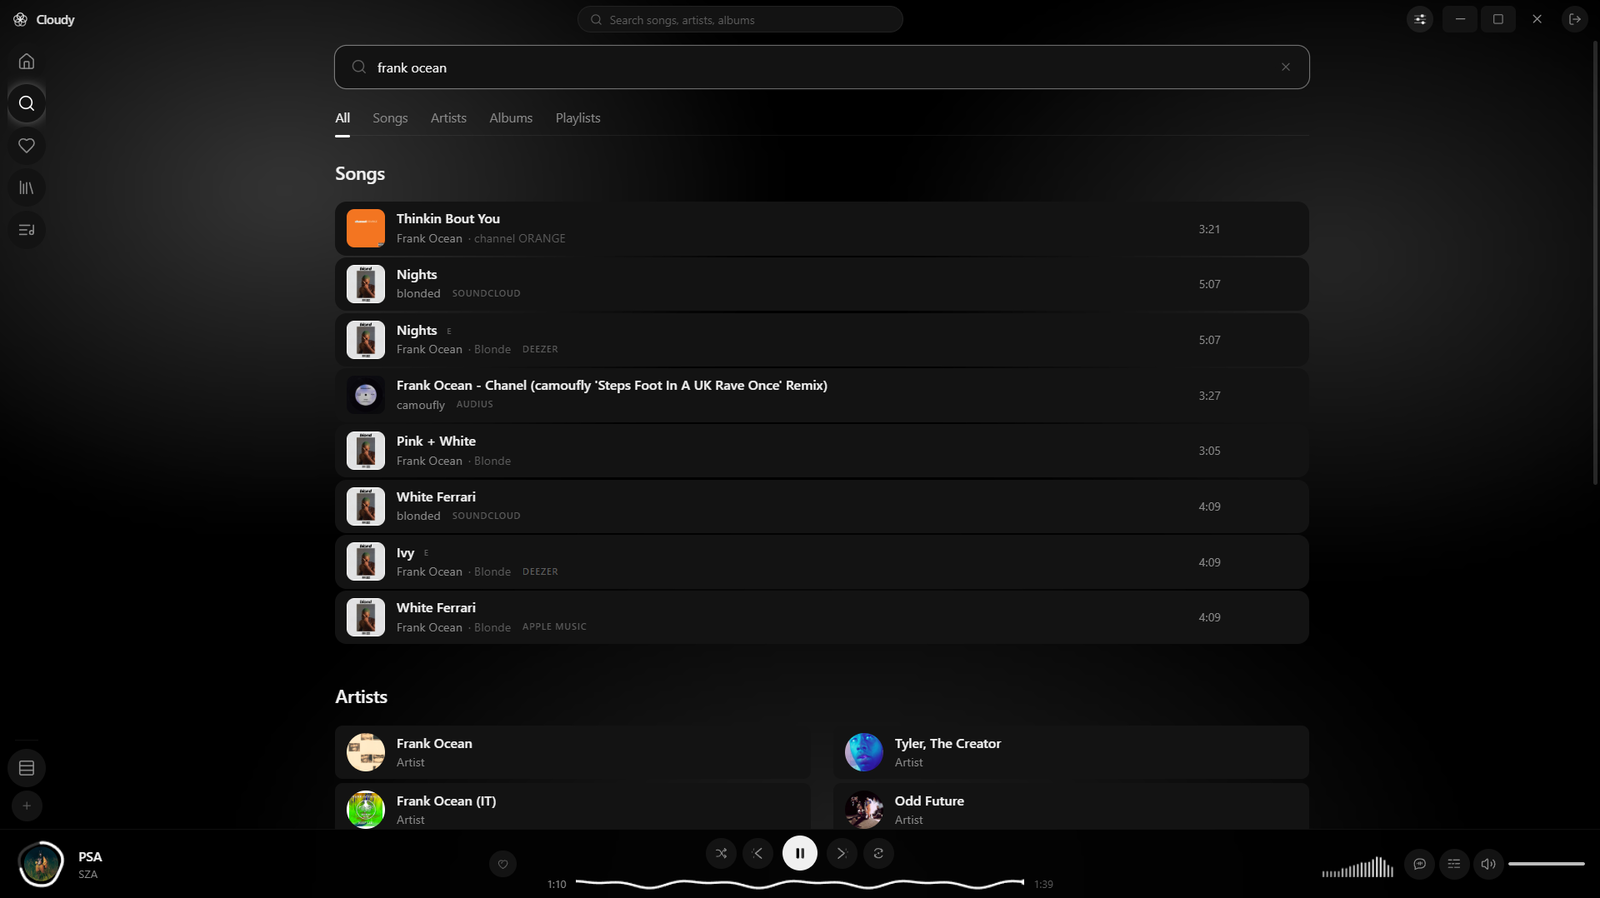 Cloudy
Search songs, artists, albums
frank ocean
All Songs Artists Albums Playlists
Songs
Thinkin Bout You
Frank Ocean · channel ORANGE
3:21
Nights
blonded SOUNDCLOUD
5:07
Nights E
Frank Ocean · Blonde DEEZER
5:07
Frank Ocean - Chanel (camoufly 'Steps Foot In A UK Rave Once' Remix)
camoufly AUDIUS
3:27
Pink + White
Frank Ocean · Blonde
3:05
White Ferrari
blonded SOUNDCLOUD
4:09
Ivy E
Frank Ocean · Blonde DEEZER
4:09
White Ferrari
Frank Ocean · Blonde APPLE MUSIC
4:09
Artists
Frank Ocean
Artist
Tyler, The Creator
Artist
Frank Ocean (IT)
Artist
Odd Future
Artist
PSA
SZA
1:10
1:39